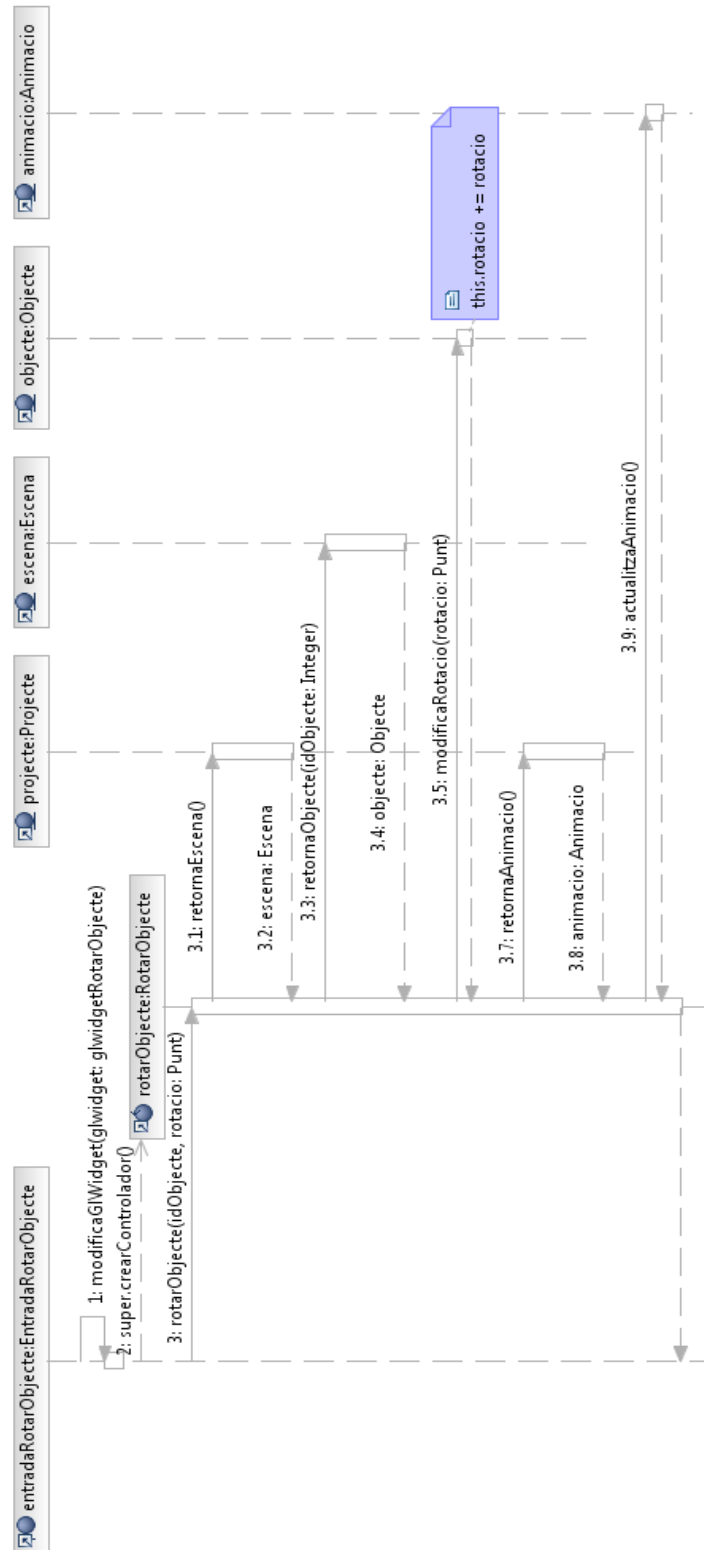 entradaRotarObjecte:EntradaRotarObjecte
projecte:Projecte
escena:Escena
objecte:Objecte
animacio:Animacio
1: modificaGlWidget(glwidget: glwidgetRotarObjecte)
2: super.crearControlador()
rotarObjecte:RotarObjecte
3: rotarObjecte(idObjecte, rotacio: Punt)
3.1: retornaEscena()
3.2: escena: Escena
3.3: retornaObjecte(idObjecte: Integer)
3.4: objecte: Objecte
3.5: modificaRotacio(rotacio: Punt)
this.rotacio += rotacio
3.7: retornaAnimacio()
3.8: animacio: Animacio
3.9: actualitzaAnimacio()